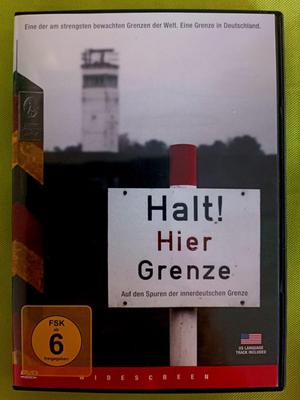 Eine der am strengsten bewachten Grenzen der Welt. Eine Grenze in Deutschland.
Halt!
Hier
Grenze
Auf den Spuren der innerdeutschen Grenze
FSK
ab
6
freigegeben
US LANGUAGE
TRACK INCLUDED
DVD
WIDESCREEN